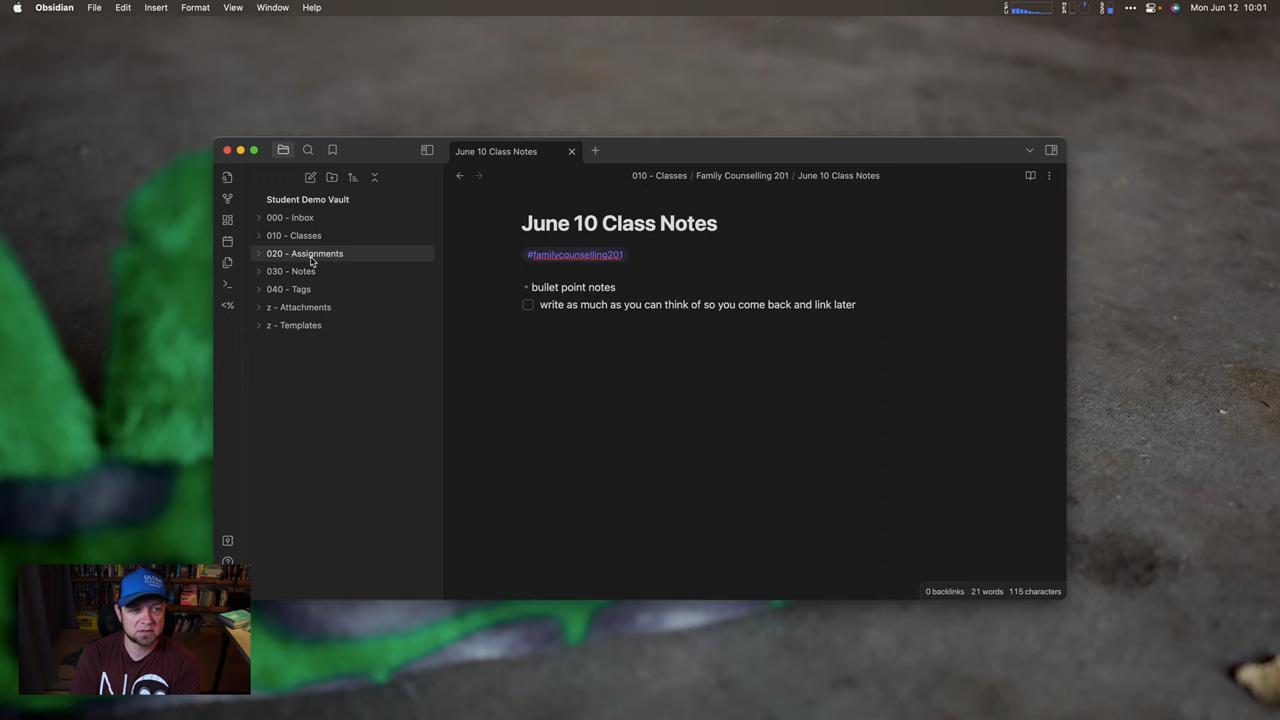 Obsidian File Edit Insert Format View Window Help Mon Jun 12 10:01
June 10 Class Notes
010 - Classes / Family Counselling 201 / June 10 Class Notes
Student Demo Vault
000 - Inbox
010 - Classes
020 - Assignments
030 - Notes
040 - Tags
z - Attachments
z - Templates
June 10 Class Notes
#familycounselling201
bullet point notes
write as much as you can think of so you come back and link later
0 backlinks 21 words 115 characters
ULTRA